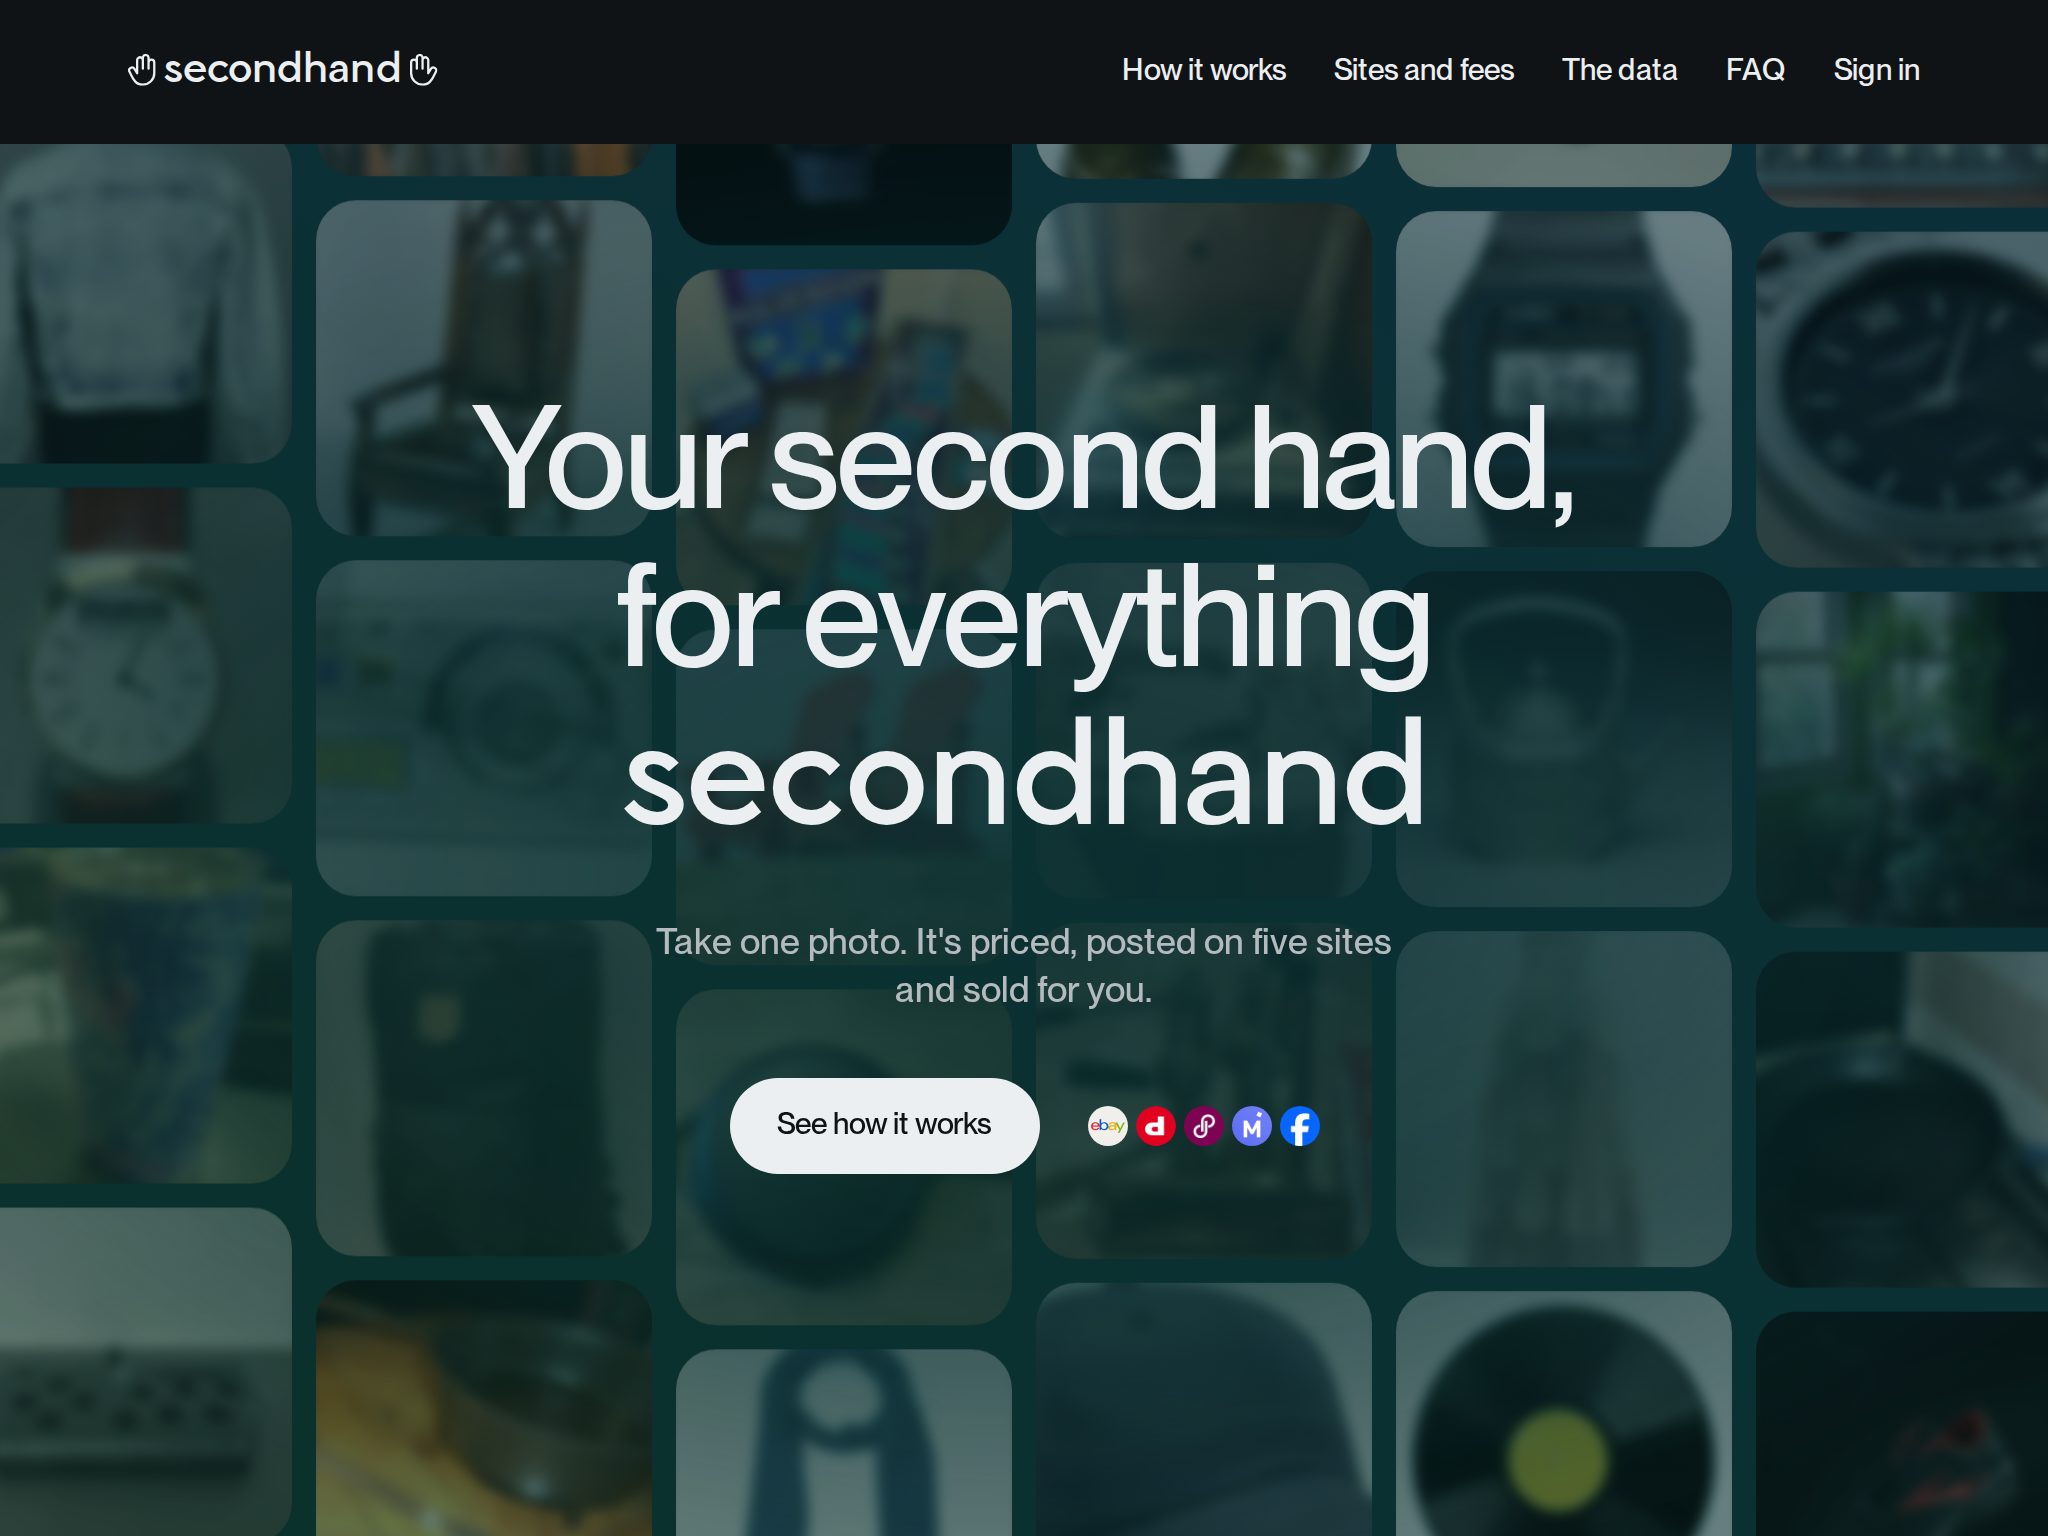 secondhand
How it works
Sites and fees
The data
FAQ
Sign in
Your second hand,
for everything
secondhand
Take one photo. It's priced, posted on five sites
and sold for you.
See how it works
ebay
d
M
f